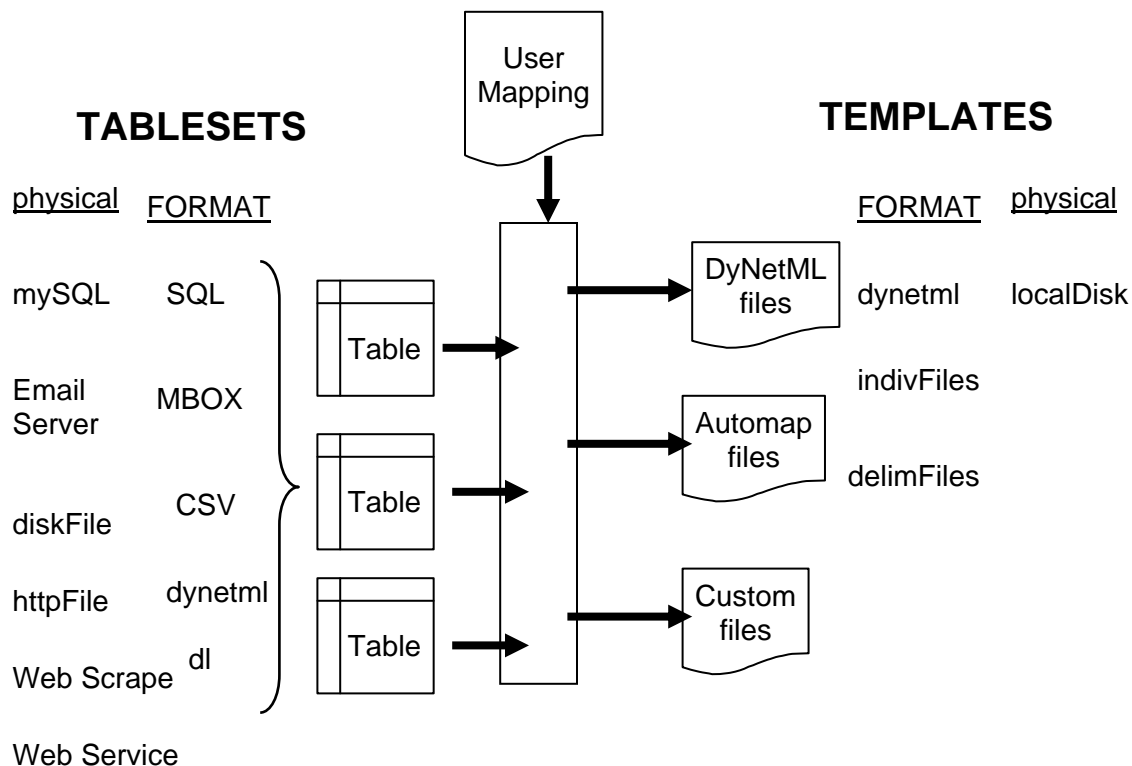 User
Mapping
TABLESETS
TEMPLATES
physical
FORMAT
FORMAT
physical
mySQL
SQL
Table
DyNetML
files
dynetml
localDisk
Email
Server
MBOX
indivFiles
Automap
files
diskFile
CSV
Table
delimFiles
httpFile
dynetml
Table
Custom
files
Web Scrape
dl
Web Service